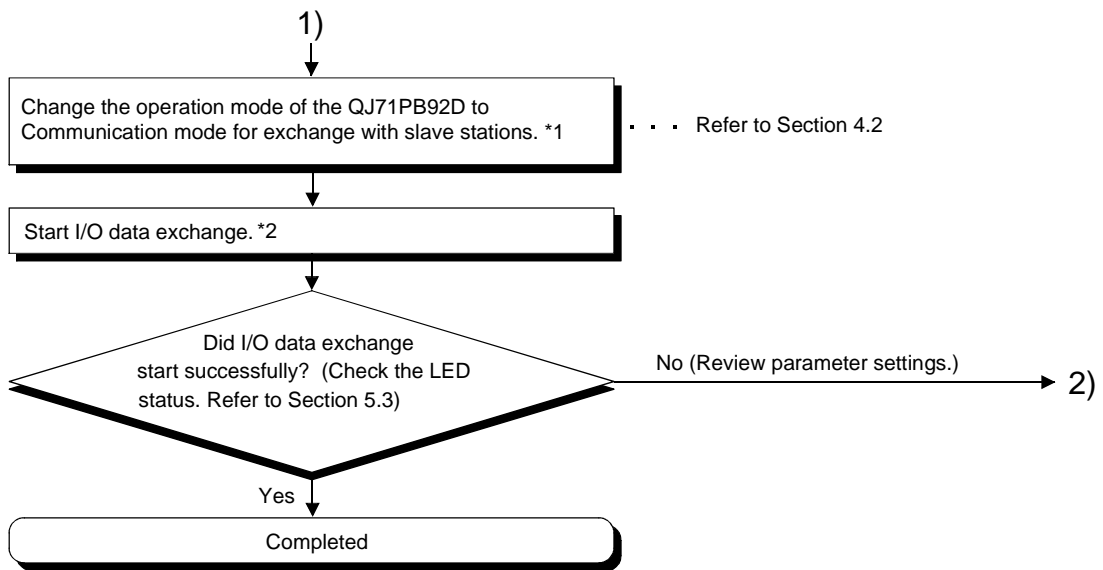 1)
Change the operation mode of the QJ71PB92D to
Communication mode for exchange with slave stations. *1
· · · Refer to Section 4.2
Start I/O data exchange. *2
Did I/O data exchange
start successfully? (Check the LED
status. Refer to Section 5.3)
No (Review parameter settings.)
2)
Yes
Completed